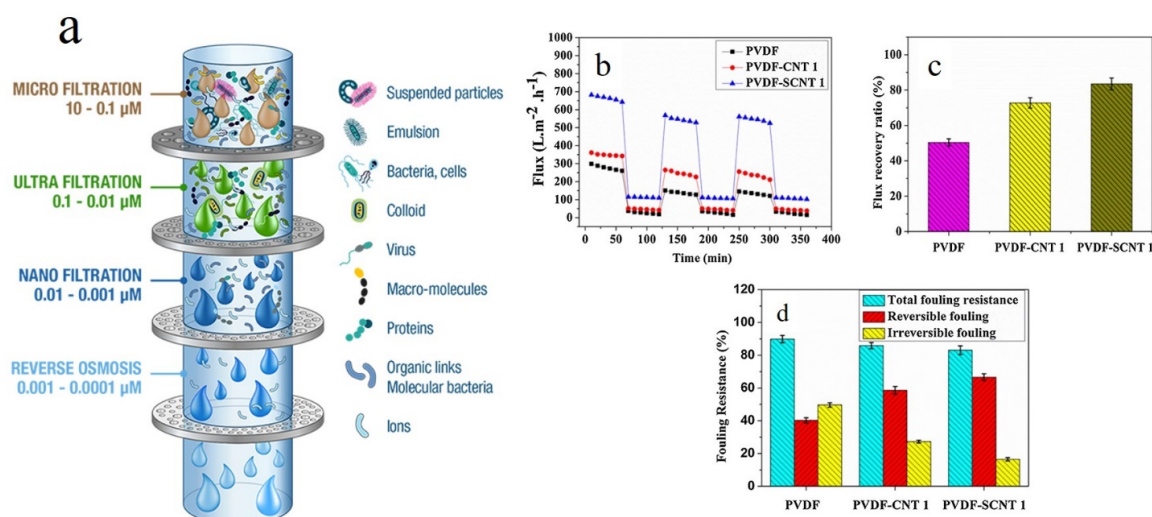 a
MICRO FILTRATION
10 - 0.1 µM
ULTRA FILTRATION
0.1 - 0.01 µM
NANO FILTRATION
0.01 - 0.001 µM
REVERSE OSMOSIS
0.001 - 0.0001 µM
Suspended particles
Emulsion
Bacteria, cells
Colloid
Virus
Macro-molecules
Proteins
Organic links
Molecular bacteria
Ions
b
PVDF
PVDF-CNT 1
PVDF-SCNT 1
Flux (L.m⁻².h⁻¹)
1000
900
800
700
600
500
400
300
200
100
0
0 50 100 150 200 250 300 350 400
Time (min)
c
Flux recovery ratio (%)
100
80
60
40
20
0
PVDF PVDF-CNT 1 PVDF-SCNT 1
d
Total fouling resistance
Reversible fouling
Irreversible fouling
Fouling Resistance (%)
120
100
80
60
40
20
0
PVDF PVDF-CNT 1 PVDF-SCNT 1